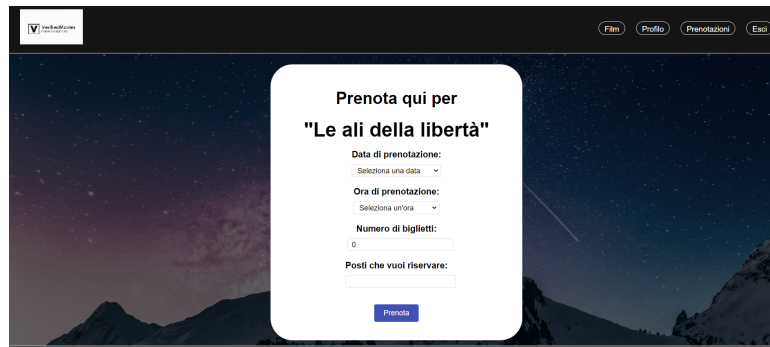 VerifiedMovies
Film
Profilo
Prenotazioni
Esci
Prenota qui per
"Le ali della libertà"
Data di prenotazione:
Seleziona una data
Ora di prenotazione:
Seleziona un'ora
Numero di biglietti:
0
Posti che vuoi riservare:
Prenota